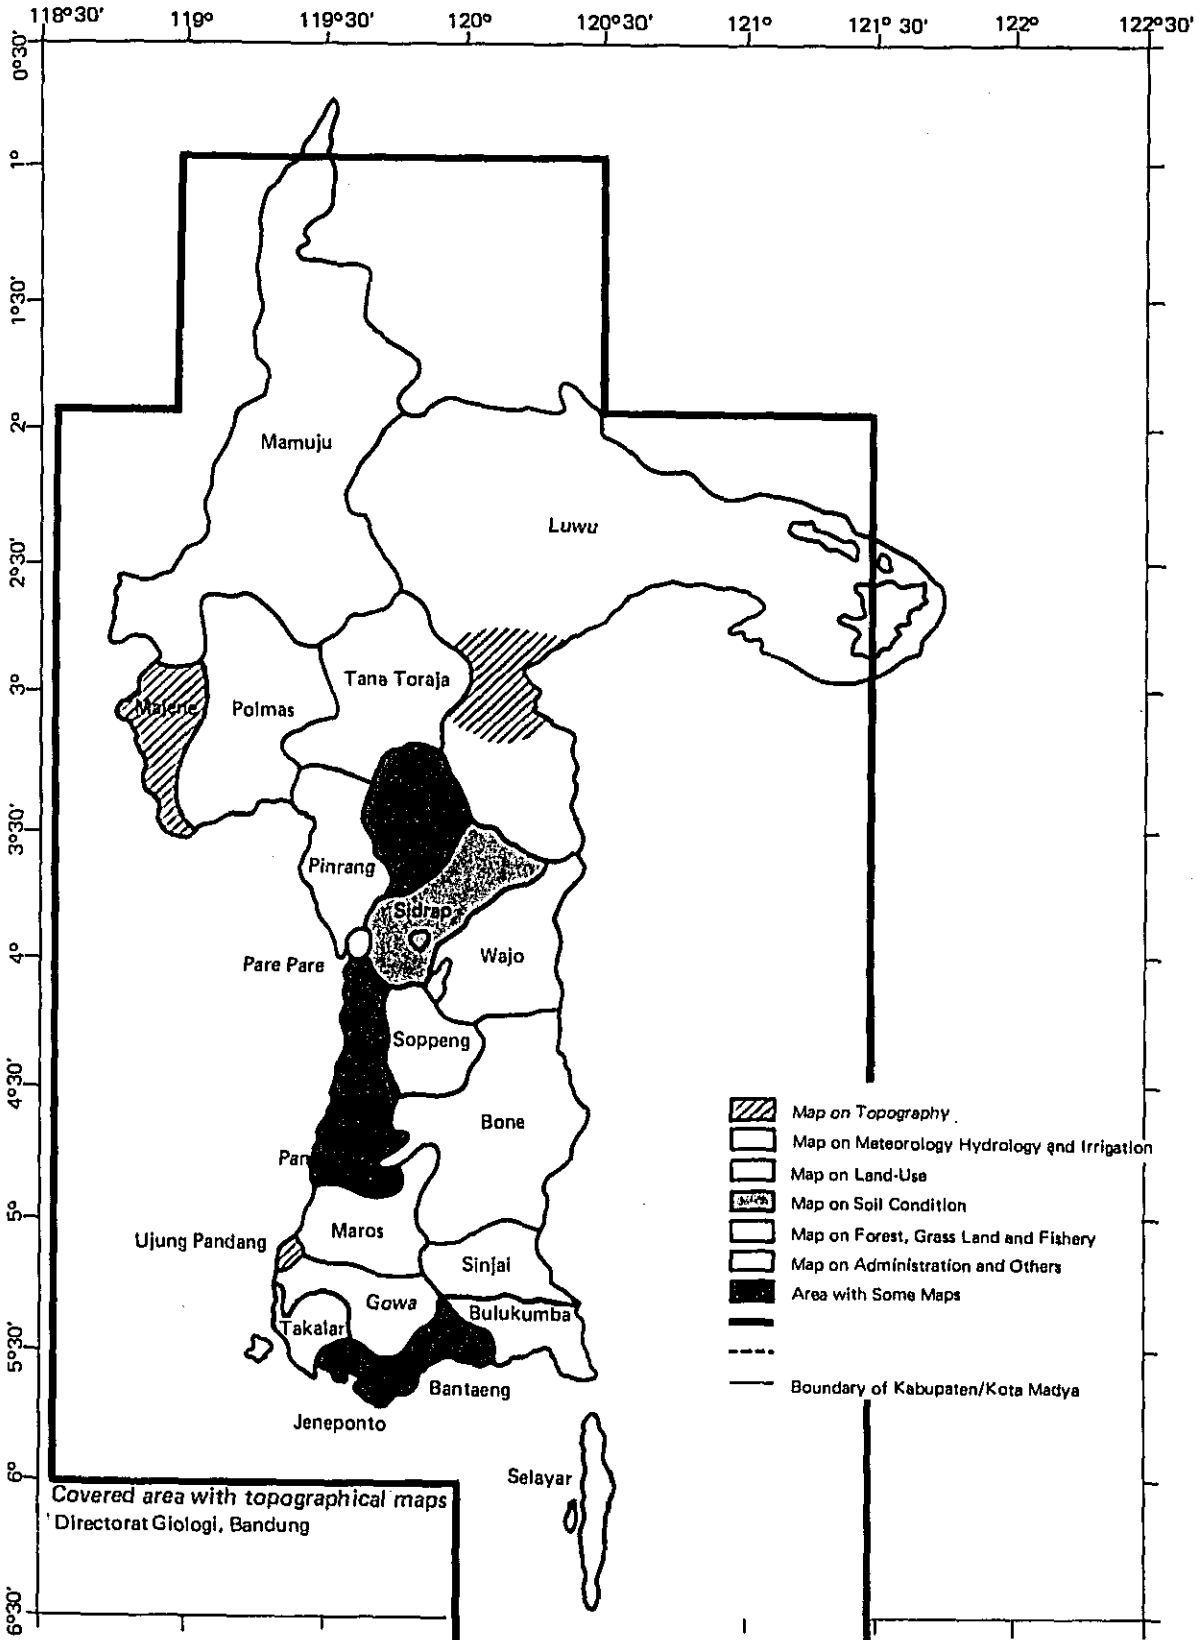 118°30′ 119° 119°30′ 120° 120°30′ 121° 121°30′ 122° 122°30′
0°30′
1°
1°30′
2°
2°30′
3°
3°30′
4°
4°30′
5°
5°30′
6°
6°30′
Mamuju
Luwu
Majene
Polmas
Tana Toraja
Pinrang
Sidrap
Pare Pare
Wajo
Soppeng
Bone
Pan
Maros
Ujung Pandang
Sinjai
Gowa
Bulukumba
Takalar
Bantaeng
Jeneponto
Selayar
Map on Topography
Map on Meteorology Hydrology and Irrigation
Map on Land-Use
Map on Soil Condition
Map on Forest, Grass Land and Fishery
Map on Administration and Others
Area with Some Maps
Boundary of Kabupaten/Kota Madya
Covered area with topographical maps
Directorat Giologi, Bandung